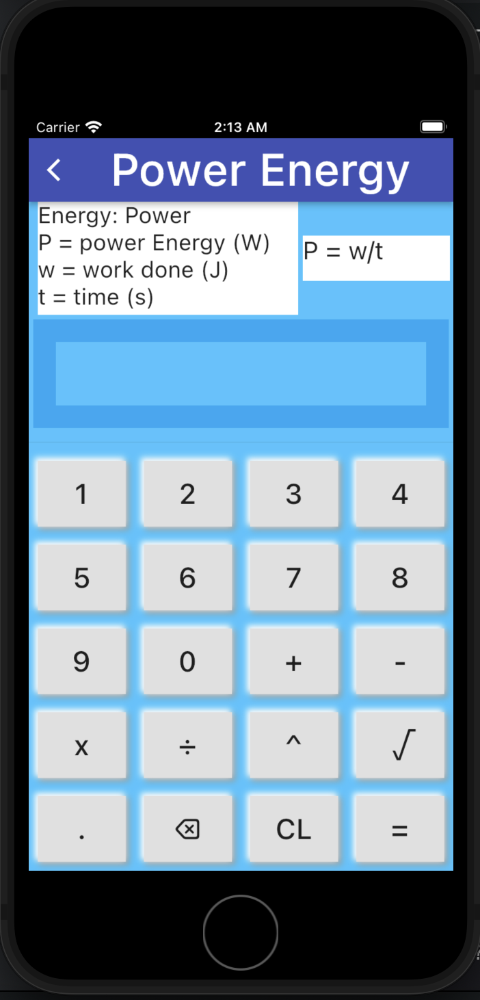 Carrier 2:13 AM
Power Energy
Energy: Power
P = power Energy (W)
w = work done (J)
t = time (s)
P = w/t
1 2 3 4
5 6 7 8
9 0 + -
x ÷ ^ √
. CL =